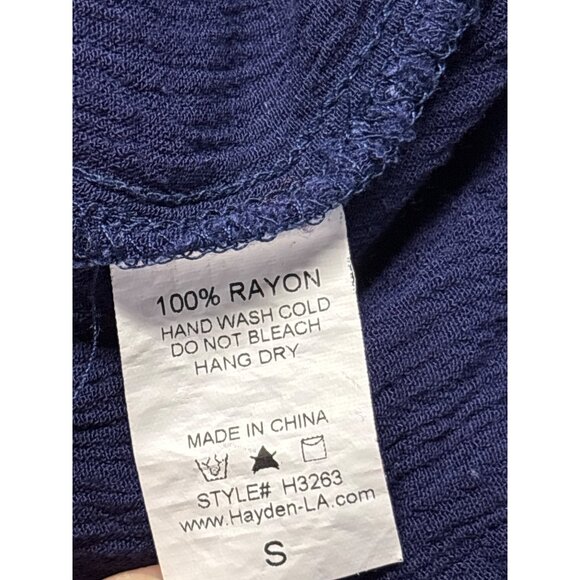 100% RAYON
HAND WASH COLD
DO NOT BLEACH
HANG DRY
MADE IN CHINA
STYLE# H3263
www.Hayden-LA.com
S